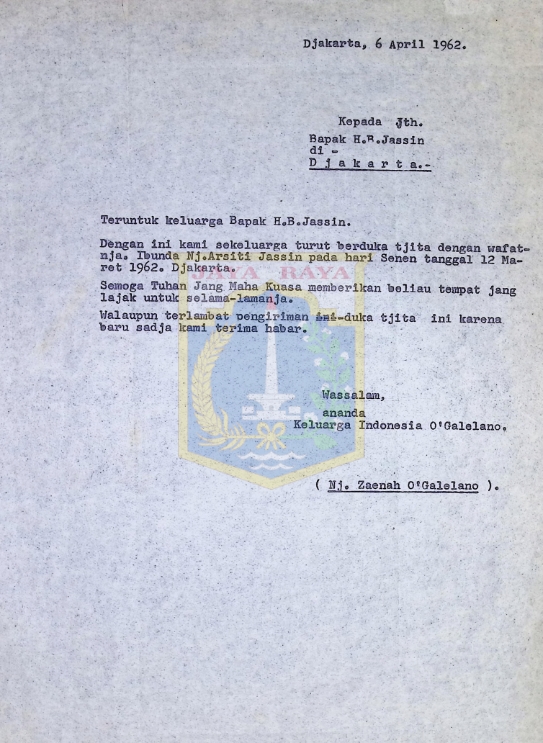 Djakarta, 6 April 1962.
Kepada Jth.
Bapak H.B.Jassin
di -
D j a k a r t a.-
Teruntuk keluarga Bapak H.B.Jassin.
Dengan ini kami sekeluarga turut berduka tjita dengan wafat-
nja. Ibunda Nj.Arsiti Jassin pada hari Senen tanggal 12 Ma-
ret 1962. Djakarta.
JAYA RAYA
Semoga Tuhan Jang Maha Kuasa memberikan beliau tempat jang
lajak untuk selama-lamanja.
Walaupun terlambat pengiriman ini duka tjita ini karena
baru sadja kami terima habar.
Wassalam,
ananda
Keluarga Indonesia O'Galelano.
( Nj. Zaenah O'Galelano ).